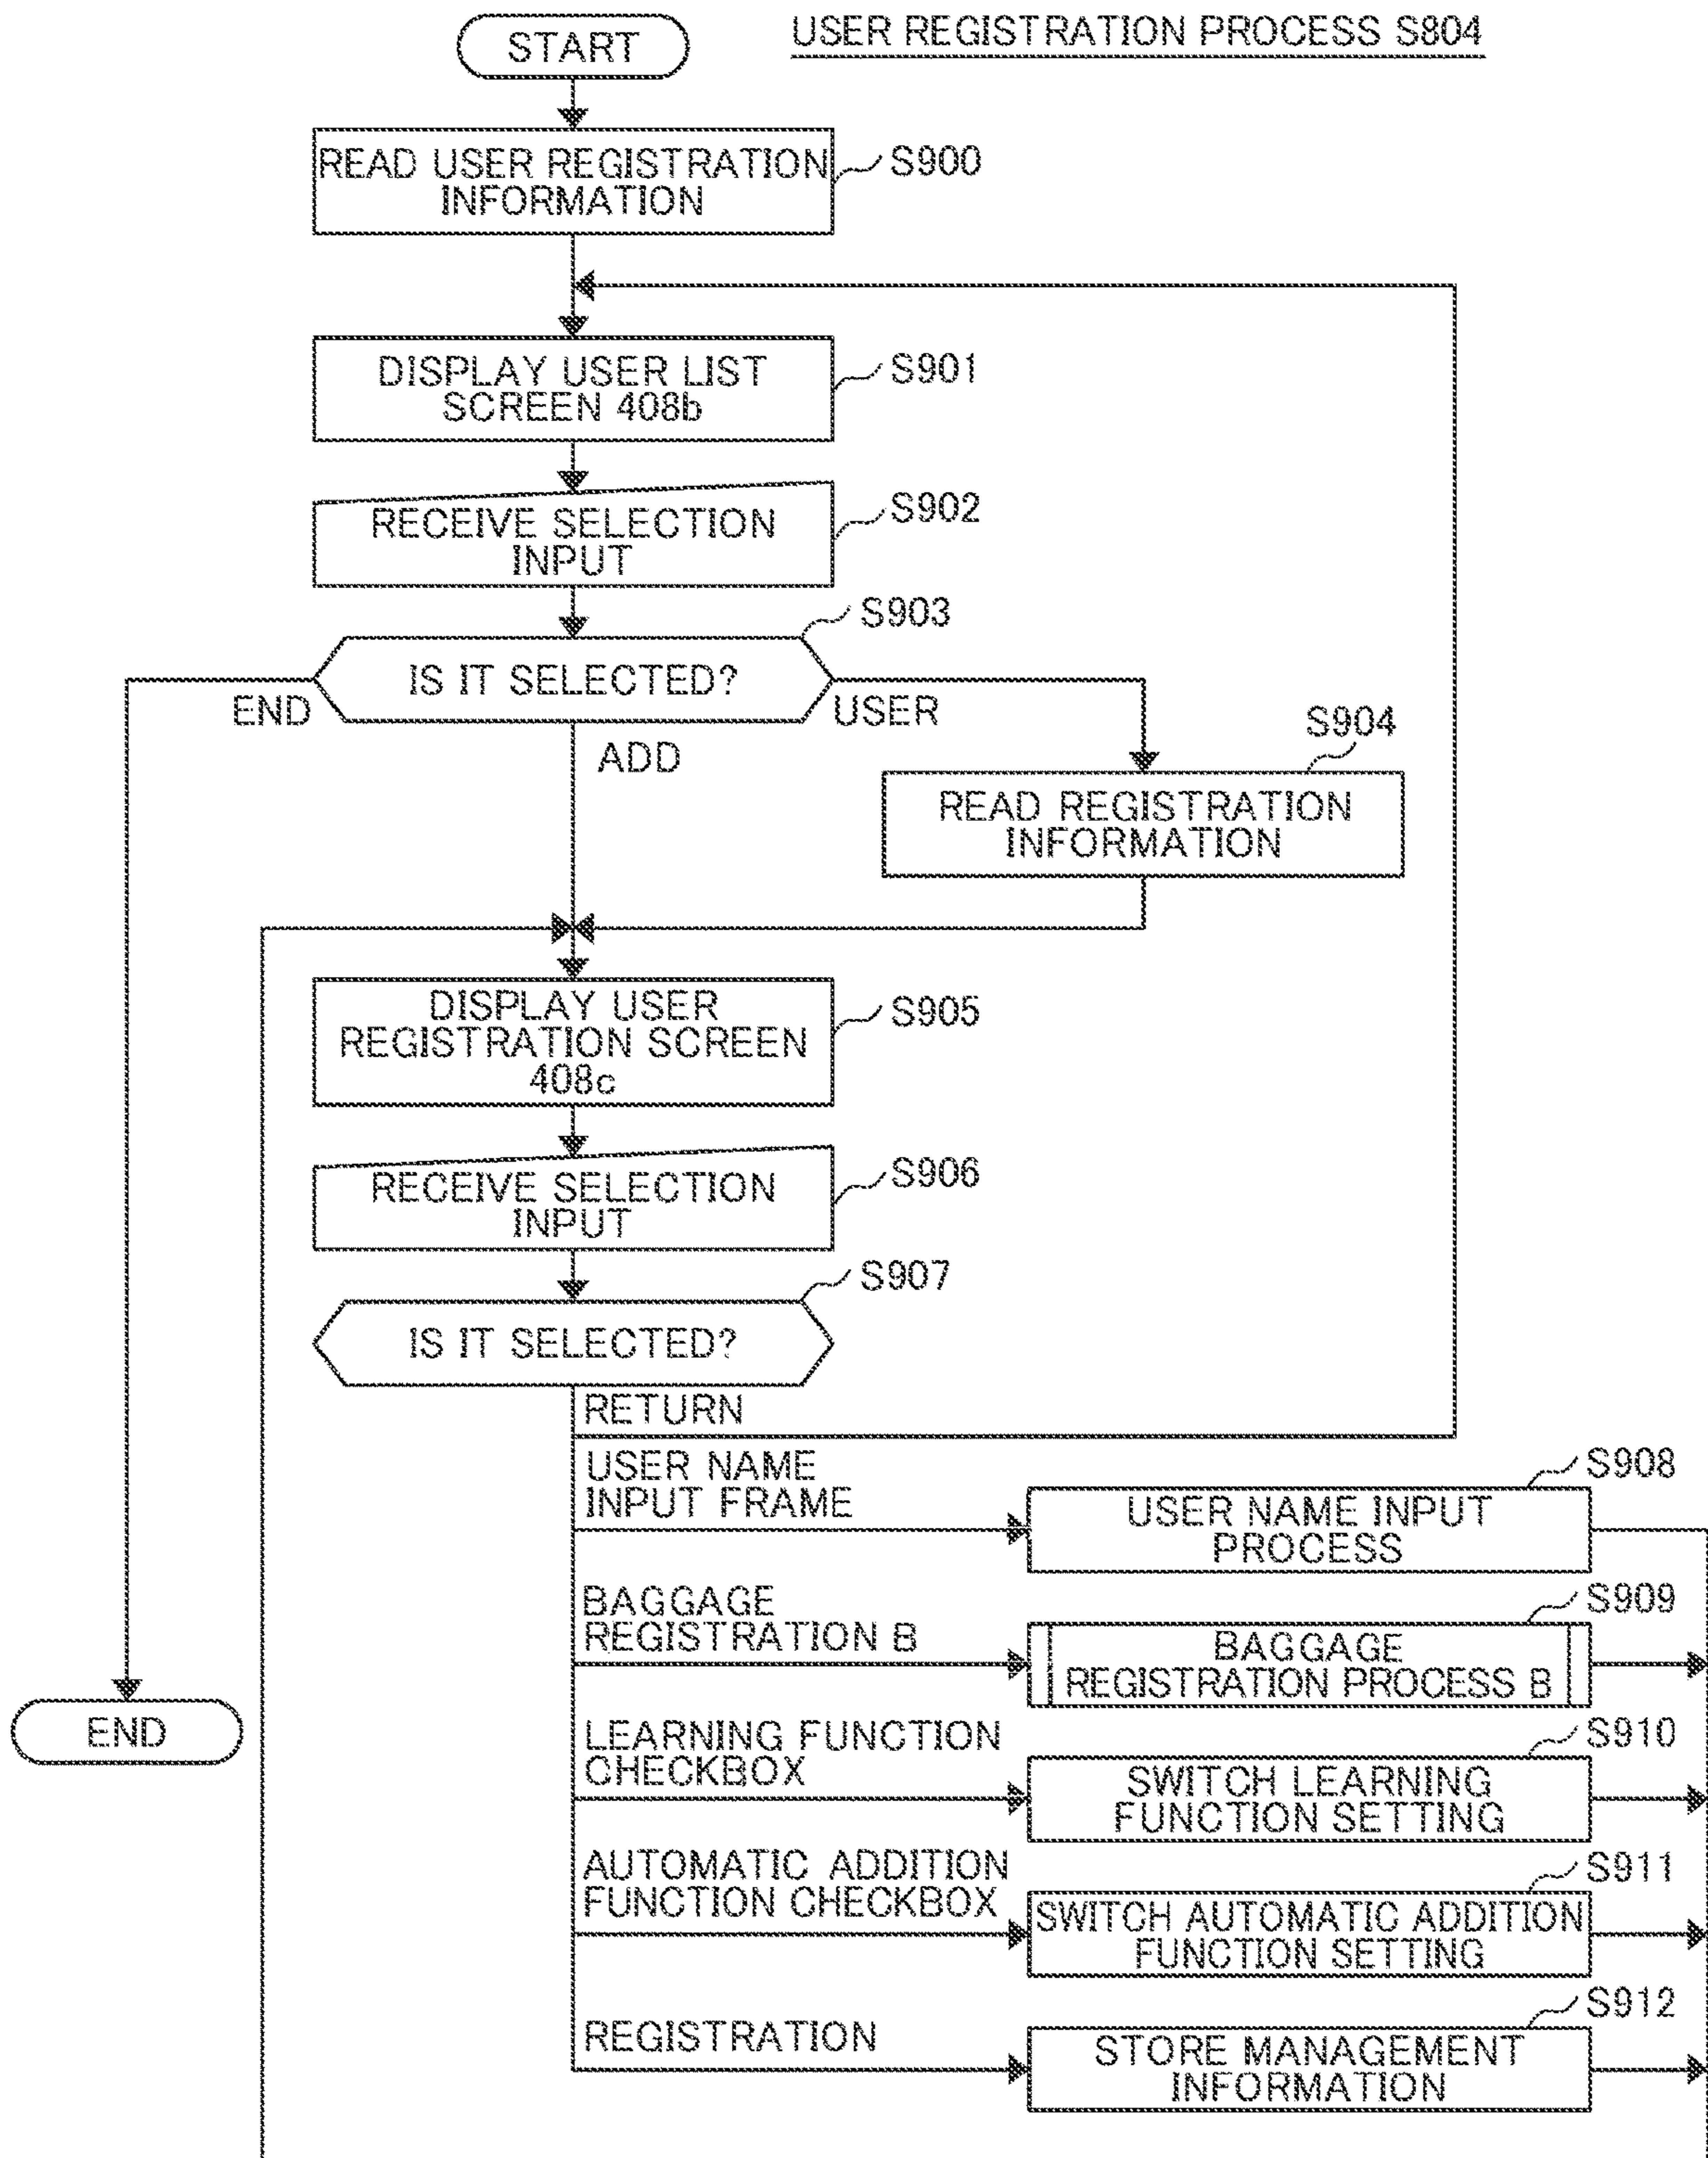 USER REGISTRATION PROCESS S804
START
READ USER REGISTRATION
INFORMATION
S900
DISPLAY USER LIST
SCREEN 408b
S901
RECEIVE SELECTION
INPUT
S902
S903
IS IT SELECTED?
END
USER
ADD
S904
READ REGISTRATION
INFORMATION
DISPLAY USER
REGISTRATION SCREEN
408c
S905
RECEIVE SELECTION
INPUT
S906
S907
IS IT SELECTED?
RETURN
USER NAME
INPUT FRAME
S908
USER NAME INPUT
PROCESS
BAGGAGE
REGISTRATION B
S909
BAGGAGE
REGISTRATION PROCESS B
END
LEARNING FUNCTION
CHECKBOX
S910
SWITCH LEARNING
FUNCTION SETTING
AUTOMATIC ADDITION
FUNCTION CHECKBOX
S911
SWITCH AUTOMATIC ADDITION
FUNCTION SETTING
REGISTRATION
S912
STORE MANAGEMENT
INFORMATION